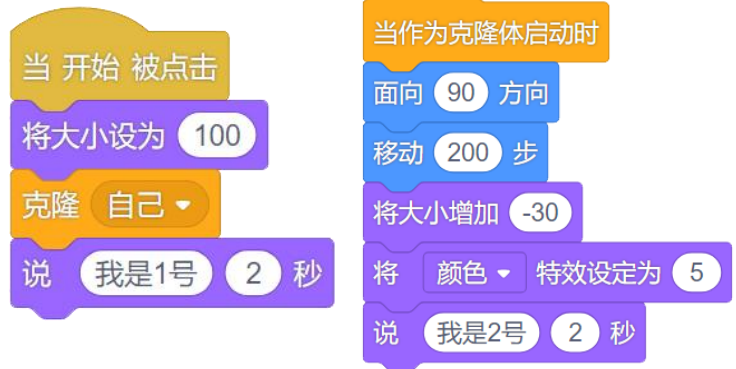 当 开始 被点击
将大小设为 100
克隆 自己
说 我是1号 2 秒
当作为克隆体启动时
面向 90 方向
移动 200 步
将大小增加 -30
将 颜色 特效设定为 5
说 我是2号 2 秒